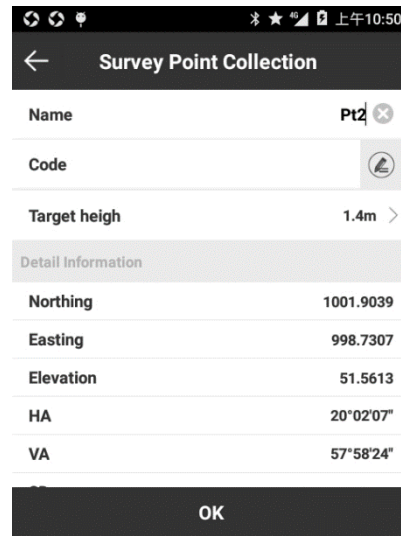 4G 上午10:50
Survey Point Collection
Name Pt2
Code
Target heigh 1.4m
Detail Information
Northing 1001.9039
Easting 998.7307
Elevation 51.5613
HA 20°02'07"
VA 57°58'24"
OK